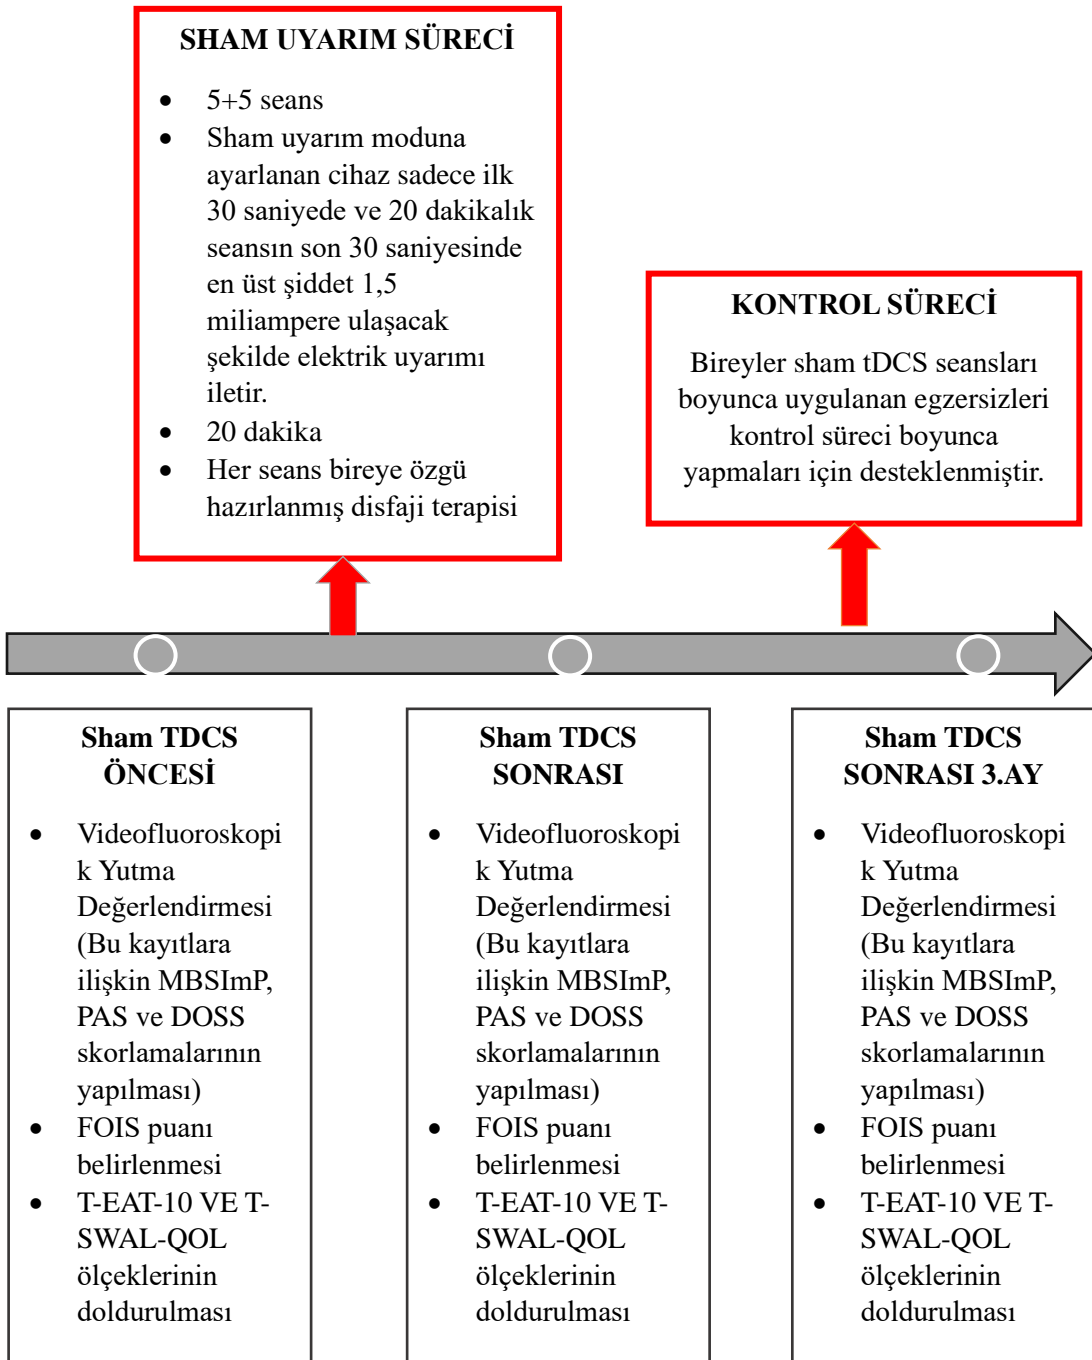 SHAM UYARIM SÜRECİ
• 5+5 seans
• Sham uyarım moduna
ayarlanan cihaz sadece ilk
30 saniyede ve 20 dakikalık
seansın son 30 saniyesinde
en üst şiddet 1,5
miliampere ulaşacak
şekilde elektrik uyarımı
iletir.
• 20 dakika
• Her seans bireye özgü
hazırlanmış disfaji terapisi
KONTROL SÜRECİ
Bireyler sham tDCS seansları
boyunca uygulanan egzersizleri
kontrol süreci boyunca
yapmaları için desteklenmiştir.
Sham TDCS
ÖNCESİ
• Videofluoroskopi
k Yutma
Değerlendirmesi
(Bu kayıtlara
ilişkin MBSImP,
PAS ve DOSS
skorlamalarının
yapılması)
• FOIS puanı
belirlenmesi
• T-EAT-10 VE T-
SWAL-QOL
ölçeklerinin
doldurulması
Sham TDCS
SONRASI
• Videofluoroskopi
k Yutma
Değerlendirmesi
(Bu kayıtlara
ilişkin MBSImP,
PAS ve DOSS
skorlamalarının
yapılması)
• FOIS puanı
belirlenmesi
• T-EAT-10 VE T-
SWAL-QOL
ölçeklerinin
doldurulması
Sham TDCS
SONRASI 3.AY
• Videofluoroskopi
k Yutma
Değerlendirmesi
(Bu kayıtlara
ilişkin MBSImP,
PAS ve DOSS
skorlamalarının
yapılması)
• FOIS puanı
belirlenmesi
• T-EAT-10 VE T-
SWAL-QOL
ölçeklerinin
doldurulması